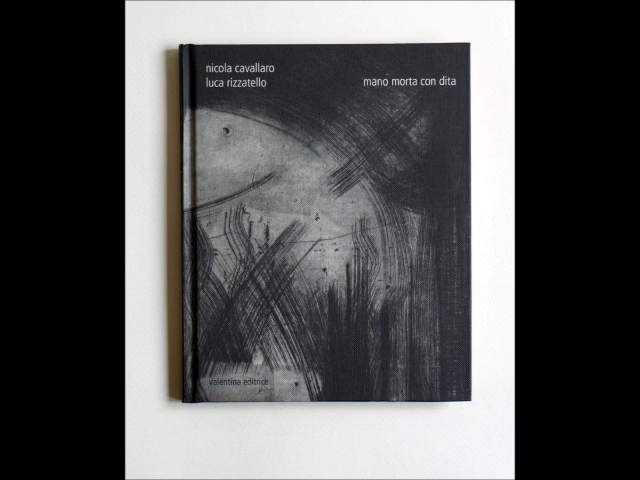 nicola cavallaro
luca rizzatello
mano morta con dita
valentina editrice